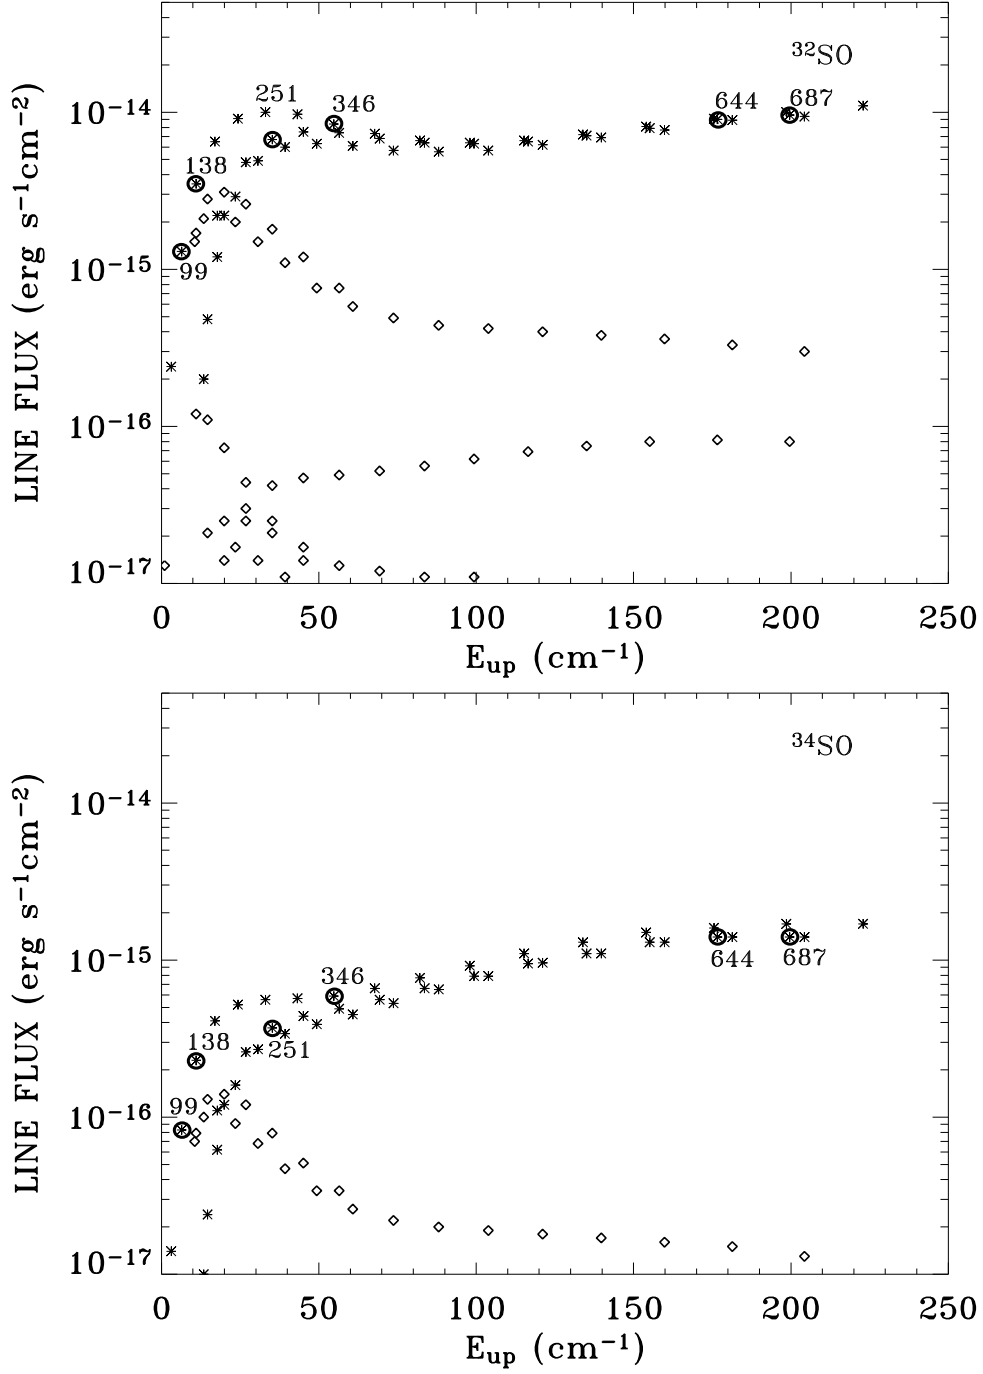 ³²SO
251
346
644
687
138
99
10⁻¹⁴
10⁻¹⁵
10⁻¹⁶
10⁻¹⁷
LINE FLUX (erg s⁻¹cm⁻²)
0 50 100 150 200 250
E_up (cm⁻¹)
³⁴SO
346
644
687
138
251
99
10⁻¹⁴
10⁻¹⁵
10⁻¹⁶
10⁻¹⁷
LINE FLUX (erg s⁻¹cm⁻²)
0 50 100 150 200 250
E_up (cm⁻¹)